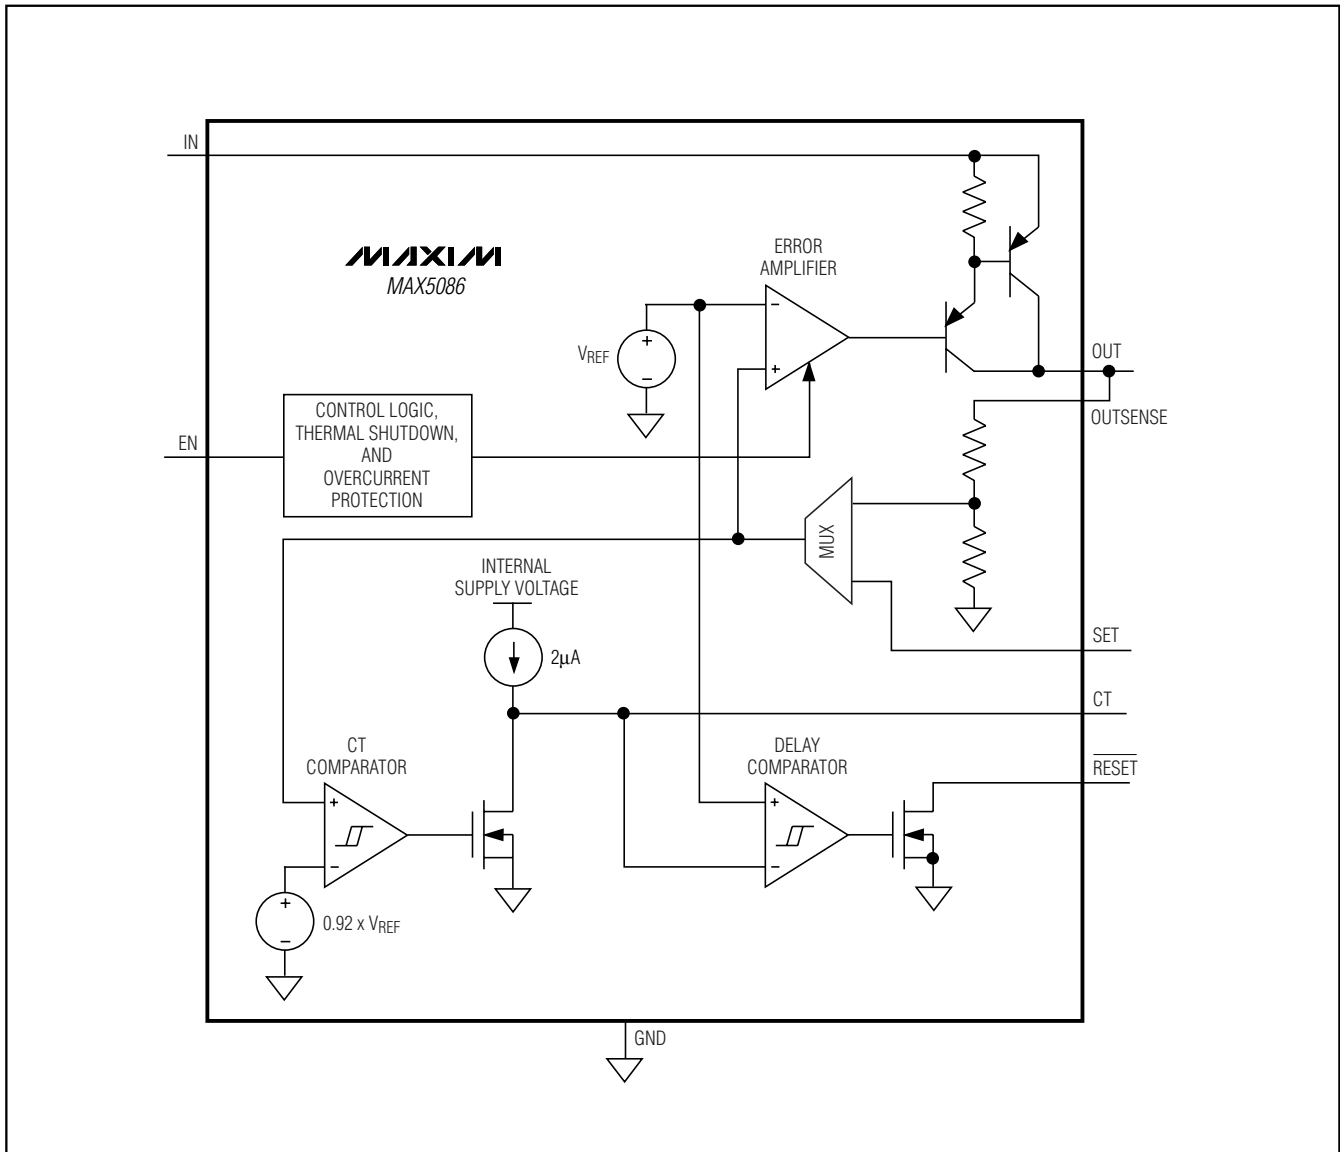 IN
MAXIM
MAX5086
ERROR
AMPLIFIER
−
+
VREF
+
−
OUT
OUTSENSE
EN
CONTROL LOGIC,
THERMAL SHUTDOWN,
AND
OVERCURRENT
PROTECTION
MUX
INTERNAL
SUPPLY VOLTAGE
2µA
SET
CT
CT
COMPARATOR
+
−
DELAY
COMPARATOR
+
−
RESET
+
−
0.92 x VREF
GND